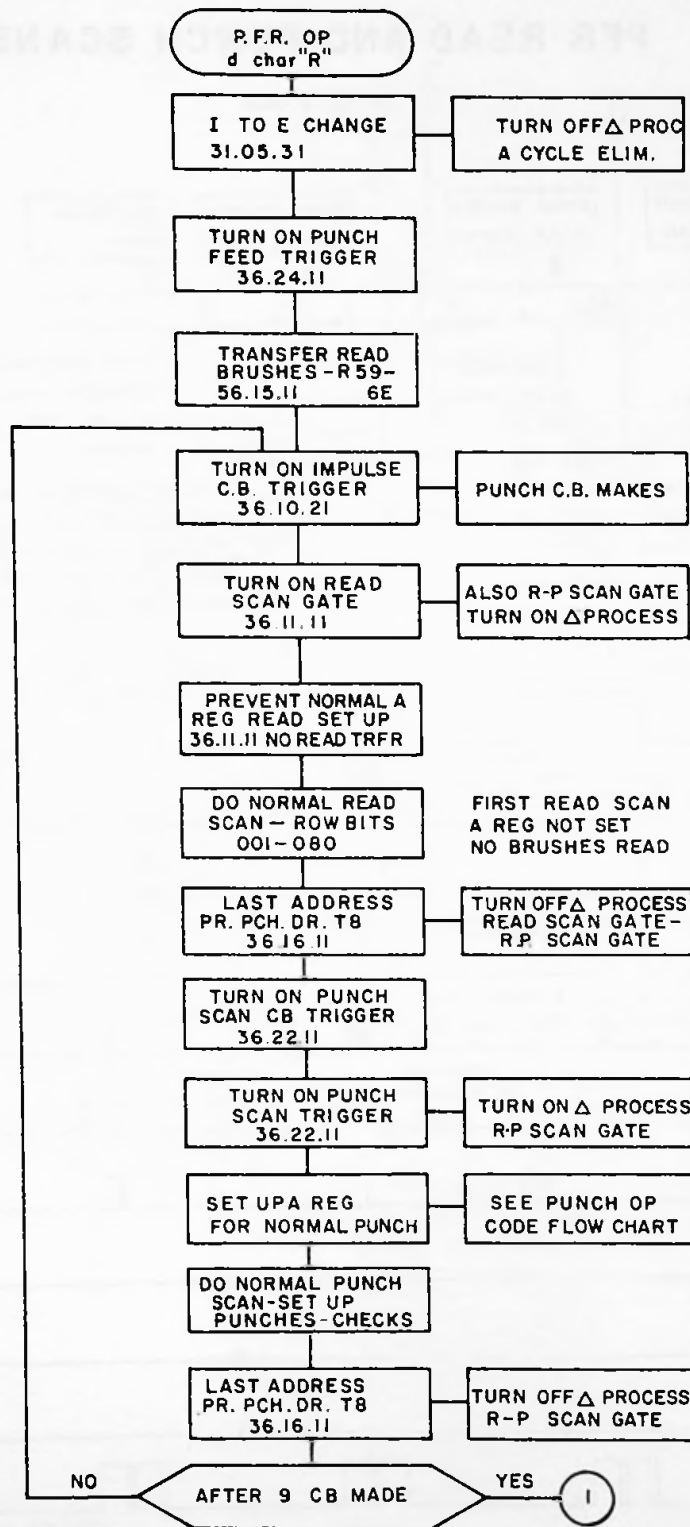 P.F.R. OP
d char "R"
I TO E CHANGE
31.05.31
TURN OFF △ PROC
A CYCLE ELIM.
TURN ON PUNCH
FEED TRIGGER
36.24.11
TRANSFER READ
BRUSHES - R59-
56.15.11 6E
TURN ON IMPULSE
C.B. TRIGGER
36.10.21
PUNCH C.B. MAKES
TURN ON READ
SCAN GATE
36.11.11
ALSO R-P SCAN GATE
TURN ON △ PROCESS
PREVENT NORMAL A
REG READ SET UP
36.11.11 NO READ TRFR
DO NORMAL READ
SCAN — ROW BITS
001-080
FIRST READ SCAN
A REG NOT SET
NO BRUSHES READ
LAST ADDRESS
PR. PCH. DR. T8
36.16.11
TURN OFF △ PROCESS
READ SCAN GATE-
R.P. SCAN GATE
TURN ON PUNCH
SCAN CB TRIGGER
36.22.11
TURN ON PUNCH
SCAN TRIGGER
36.22.11
TURN ON △ PROCESS
R-P SCAN GATE
SET UP A REG
FOR NORMAL PUNCH
SEE PUNCH OP
CODE FLOW CHART
DO NORMAL PUNCH
SCAN-SET UP
PUNCHES-CHECKS
LAST ADDRESS
PR. PCH. DR. T8
36.16.11
TURN OFF △ PROCESS
R-P SCAN GATE
NO
AFTER 9 CB MADE
YES
1